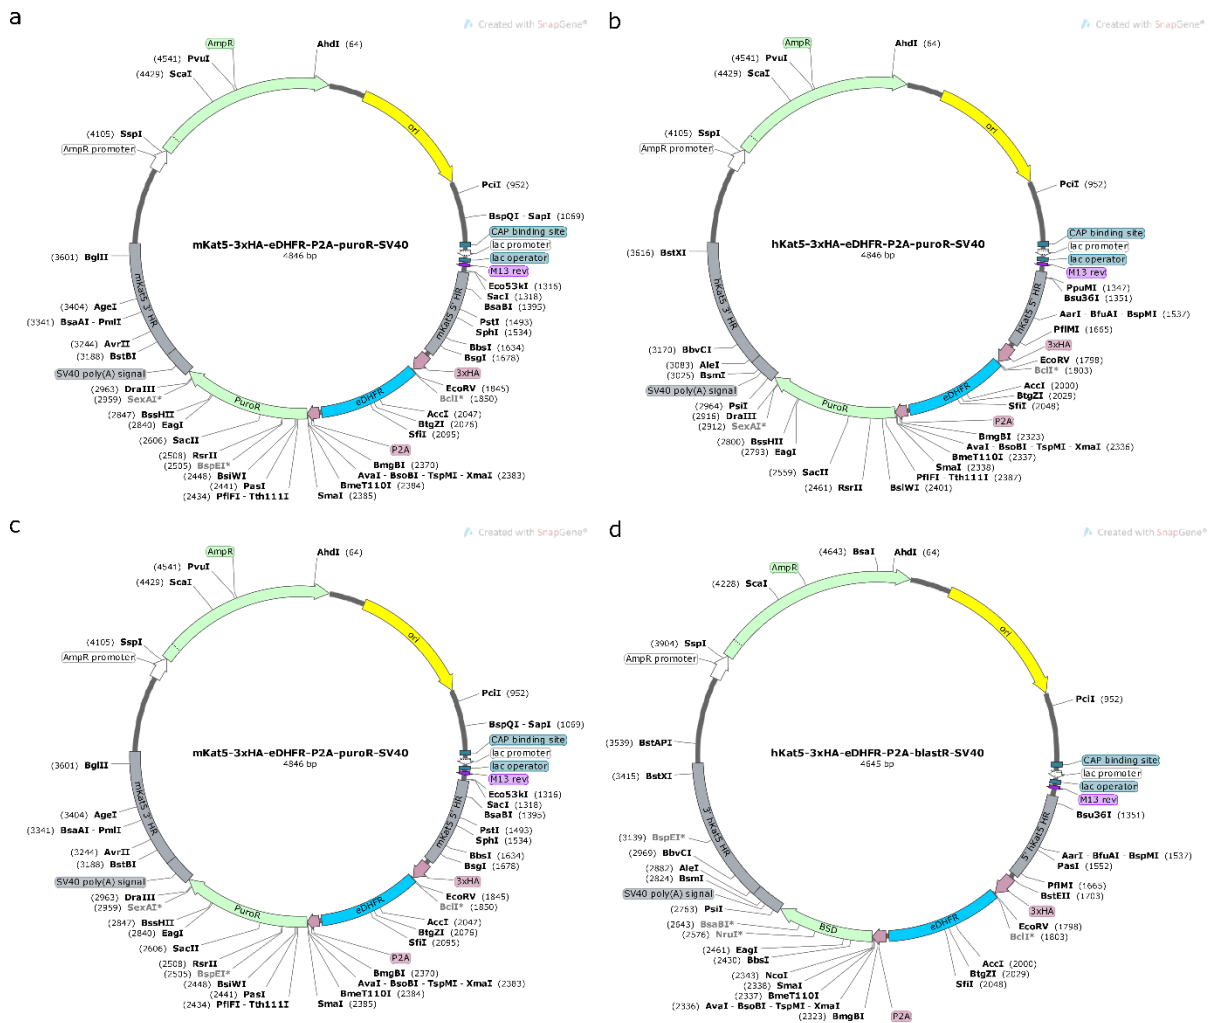 a
Created with SnapGene®
AmpR
AhdI (64)
(4541) PvuI
(4429) ScaI
(4105) SspI
AmpR promoter
ori
PciI (952)
BspQI - SapI (1069)
CAP binding site
lac promoter
lac operator
M13 rev
mKat5-3xHA-eDHFR-P2A-puroR-SV40
4846 bp
Eco53kI (1316)
SacI (1318)
BsaBI (1395)
PstI (1493)
SphI (1534)
BbsI (1634)
BsgI (1678)
mKat5 5' HR
3xHA
EcoRV (1845)
BclI* (1850)
eDHFR
AccI (2047)
BtgZI (2076)
SfiI (2095)
P2A
BmgBI (2370)
AvaI - BsoBI - TspMI - XmaI (2383)
BmeT110I (2384)
SmaI (2385)
(2434) PflFI - Tth111I
(2441) PasI
(2448) BsiWI
(2505) BspEI*
(2508) RsrII
(2606) SacII
(2840) EagI
(2847) BssHII
PuroR
(2959) SexAI*
(2963) DraIII
SV40 poly(A) signal
(3188) BstBI
(3244) AvrII
(3341) BsaAI - PmlI
(3404) AgeI
mKat5 3' HR
(3601) BglII
b
Created with SnapGene®
AmpR
AhdI (64)
(4541) PvuI
(4429) ScaI
(4105) SspI
AmpR promoter
ori
PciI (952)
CAP binding site
lac promoter
lac operator
M13 rev
hKat5-3xHA-eDHFR-P2A-puroR-SV40
4846 bp
PpuMI (1347)
Bsu36I (1351)
AarI - BfuAI - BspMI (1537)
PflMI (1665)
hKat5 5' HR
3xHA
EcoRV (1798)
BclI* (1803)
eDHFR
AccI (2000)
BtgZI (2029)
SfiI (2048)
P2A
BmgBI (2323)
AvaI - BsoBI - TspMI - XmaI (2336)
BmeT110I (2337)
SmaI (2338)
PflFI - Tth111I (2387)
BsiWI (2401)
(2461) RsrII
(2559) SacII
(2793) EagI
(2800) BssHII
PuroR
(2912) SexAI*
(2916) DraIII
(2964) PsiI
SV40 poly(A) signal
(3025) BsmI
(3083) AleI
(3170) BbvCI
hKat5 3' HR
(3616) BstXI
c
Created with SnapGene®
AmpR
AhdI (64)
(4541) PvuI
(4429) ScaI
(4105) SspI
AmpR promoter
ori
PciI (952)
BspQI - SapI (1069)
CAP binding site
lac promoter
lac operator
M13 rev
mKat5-3xHA-eDHFR-P2A-puroR-SV40
4846 bp
Eco53kI (1316)
SacI (1318)
BsaBI (1395)
PstI (1493)
SphI (1534)
BbsI (1634)
BsgI (1678)
mKat5 5' HR
3xHA
EcoRV (1845)
BclI* (1850)
eDHFR
AccI (2047)
BtgZI (2076)
SfiI (2095)
P2A
BmgBI (2370)
AvaI - BsoBI - TspMI - XmaI (2383)
BmeT110I (2384)
SmaI (2385)
(2434) PflFI - Tth111I
(2441) PasI
(2448) BsiWI
(2505) BspEI*
(2508) RsrII
(2606) SacII
(2840) EagI
(2847) BssHII
PuroR
(2959) SexAI*
(2963) DraIII
SV40 poly(A) signal
(3188) BstBI
(3244) AvrII
(3341) BsaAI - PmlI
(3404) AgeI
mKat5 3' HR
(3601) BglII
d
Created with SnapGene®
(4643) BsaI
AhdI (64)
AmpR
(4228) ScaI
(3904) SspI
AmpR promoter
ori
PciI (952)
CAP binding site
lac promoter
lac operator
M13 rev
hKat5-3xHA-eDHFR-P2A-blastR-SV40
4645 bp
Bsu36I (1351)
AarI - BfuAI - BspMI (1537)
PasI (1552)
PflMI (1665)
BstEII (1703)
5' hKat5 HR
3xHA
EcoRV (1798)
BclI* (1803)
eDHFR
AccI (2000)
BtgZI (2029)
SfiI (2048)
P2A
(2323) BmgBI
(2336) AvaI - BsoBI - TspMI - XmaI
(2337) BmeT110I
(2338) SmaI
(2343) NcoI
(2430) BbsI
(2461) EagI
BSD
(2576) NruI*
(2643) BsaBI*
(2763) PsiI
SV40 poly(A) signal
(2824) BsmI
(2882) AleI
(2969) BbvCI
(3139) BspEI*
3' hKat5 HR
(3415) BstXI
(3539) BstAPI